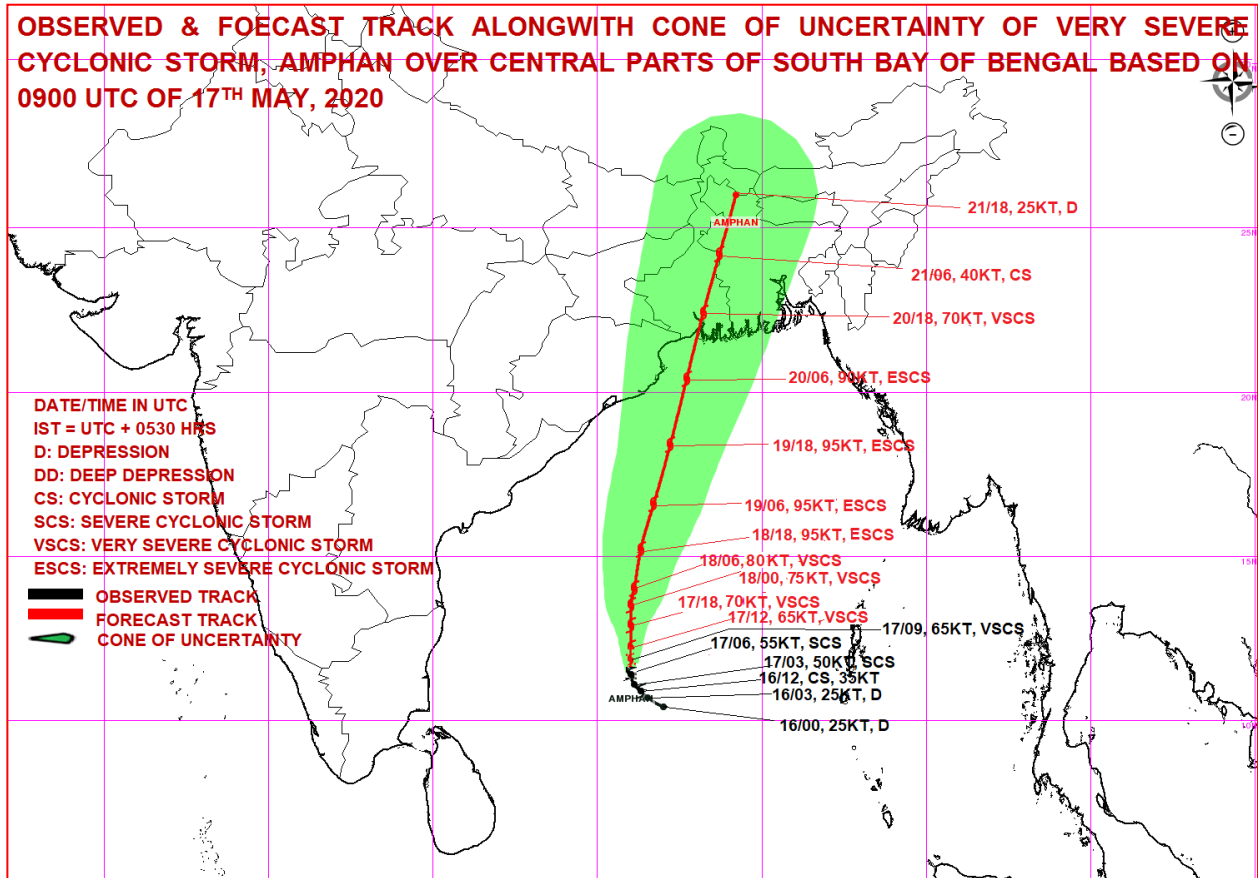 OBSERVED & FOECAST TRACK ALONGWITH CONE OF UNCERTAINTY OF VERY SEVERE
CYCLONIC STORM, AMPHAN OVER CENTRAL PARTS OF SOUTH BAY OF BENGAL BASED ON
0900 UTC OF 17TH MAY, 2020
21/18, 25KT, D
AMPHAN
25
21/06, 40KT, CS
20/18, 70KT, VSCS
20/06, 90KT, ESCS
DATE/TIME IN UTC
IST = UTC + 0530 HRS
D: DEPRESSION
DD: DEEP DEPRESSION
CS: CYCLONIC STORM
SCS: SEVERE CYCLONIC STORM
VSCS: VERY SEVERE CYCLONIC STORM
ESCS: EXTREMELY SEVERE CYCLONIC STORM
OBSERVED TRACK
FORECAST TRACK
CONE OF UNCERTAINTY
19/18, 95KT, ESCS
19/06, 95KT, ESCS
18/18, 95KT, ESCS
18/06, 80KT, VSCS
18/00, 75KT, VSCS
17/18, 70KT, VSCS
17/12, 65KT, VSCS
17/09, 65KT, VSCS
17/06, 55KT, SCS
17/03, 50KT, SCS
16/12, CS, 35KT
16/03, 25KT, D
AMPHAN
16/00, 25KT, D